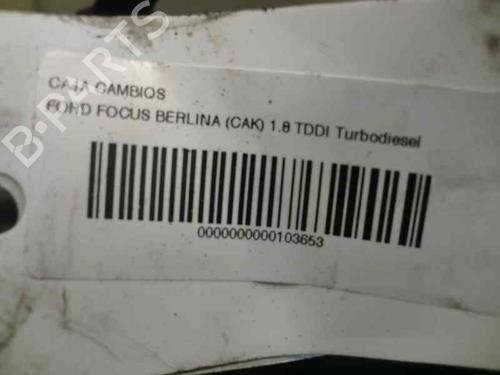 B-PARTS
CAJA CAMBIOS
FORD FOCUS BERLINA (CAK) 1.8 TDDI Turbodiesel
0000000000103653